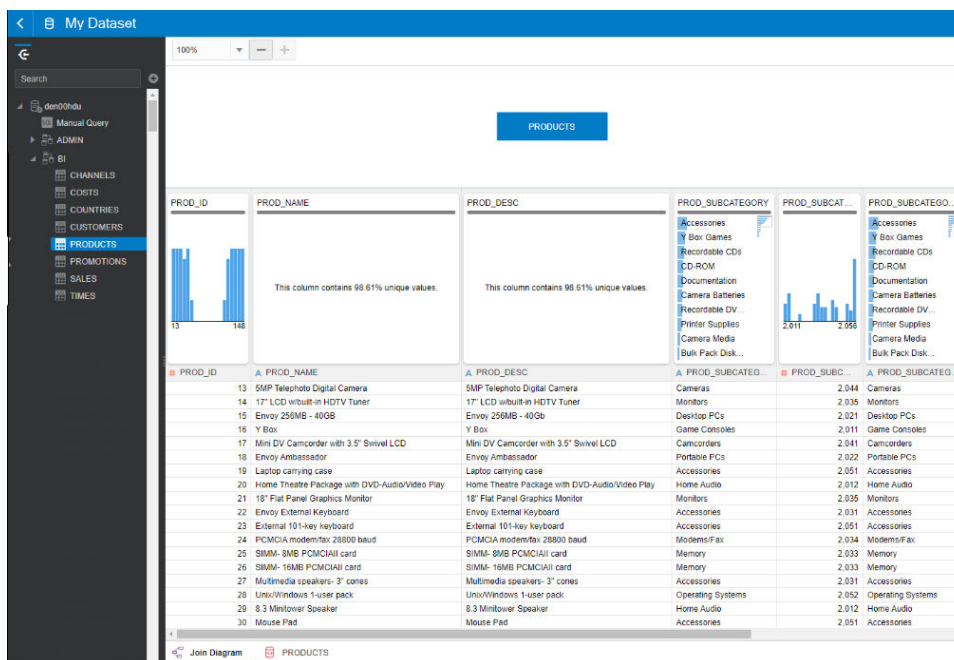 My Dataset
100%
Search
den00hdu
Manual Query
ADMIN
BI
CHANNELS
COSTS
COUNTRIES
CUSTOMERS
PRODUCTS
PROMOTIONS
SALES
TIMES
PRODUCTS
PROD_ID PROD_NAME PROD_DESC PROD_SUBCATEGORY PROD_SUBCAT... PROD_SUBCATEGO...
13 148
This column contains 98.61% unique values.
This column contains 98.61% unique values.
Accessories
Y Box Games
Recordable CDs
CD-ROM
Documentation
Camera Batteries
Recordable DV...
Printer Supplies
Camera Media
Bulk Pack Disk...
2,011 2,056
Accessories
Y Box Games
Recordable CDs
CD-ROM
Documentation
Camera Batteries
Recordable DV...
Printer Supplies
Camera Media
Bulk Pack Disk...
# PROD_ID A PROD_NAME A PROD_DESC A PROD_SUBCATEG... # PROD_SUBC... A PROD_SUBCATEG...
13 5MP Telephoto Digital Camera 5MP Telephoto Digital Camera Cameras 2,044 Cameras
14 17" LCD w/built-in HDTV Tuner 17" LCD w/built-in HDTV Tuner Monitors 2,035 Monitors
15 Envoy 256MB - 40GB Envoy 256MB - 40Gb Desktop PCs 2,021 Desktop PCs
16 Y Box Y Box Game Consoles 2,011 Game Consoles
17 Mini DV Camcorder with 3.5" Swivel LCD Mini DV Camcorder with 3.5" Swivel LCD Camcorders 2,041 Camcorders
18 Envoy Ambassador Envoy Ambassador Portable PCs 2,022 Portable PCs
19 Laptop carrying case Laptop carrying case Accessories 2,051 Accessories
20 Home Theatre Package with DVD-Audio/Video Play Home Theatre Package with DVD-Audio/Video Play Home Audio 2,012 Home Audio
21 18" Flat Panel Graphics Monitor 18" Flat Panel Graphics Monitor Monitors 2,035 Monitors
22 Envoy External Keyboard Envoy External Keyboard Accessories 2,031 Accessories
23 External 101-key keyboard External 101-key keyboard Accessories 2,051 Accessories
24 PCMCIA modem/fax 28800 baud PCMCIA modem/fax 28800 baud Modems/Fax 2,034 Modems/Fax
25 SIMM- 8MB PCMCIAII card SIMM- 8MB PCMCIAII card Memory 2,033 Memory
26 SIMM- 16MB PCMCIAII card SIMM- 16MB PCMCIAII card Memory 2,033 Memory
27 Multimedia speakers- 3" cones Multimedia speakers- 3" cones Accessories 2,031 Accessories
28 Unix/Windows 1-user pack Unix/Windows 1-user pack Operating Systems 2,052 Operating Systems
29 8.3 Minitower Speaker 8.3 Minitower Speaker Home Audio 2,012 Home Audio
30 Mouse Pad Mouse Pad Accessories 2,051 Accessories
Join Diagram PRODUCTS